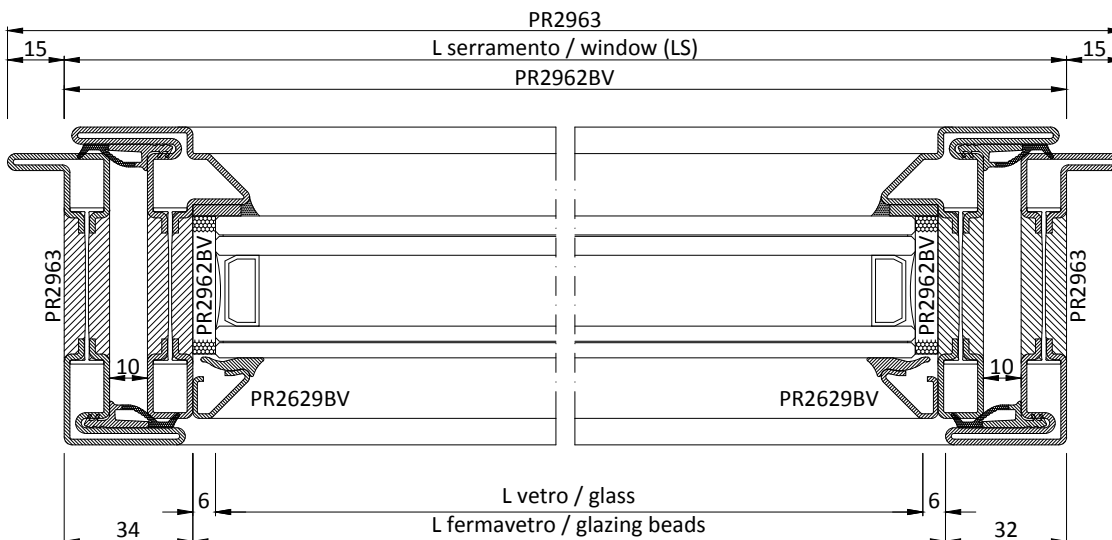 PR2963
15 L serramento / window (LS) 15
PR2962BV
PR2963 PR2962BV PR2962BV PR2963
10 10
PR2629BV PR2629BV
6 L vetro / glass 6
34 L fermavetro / glazing beads 32